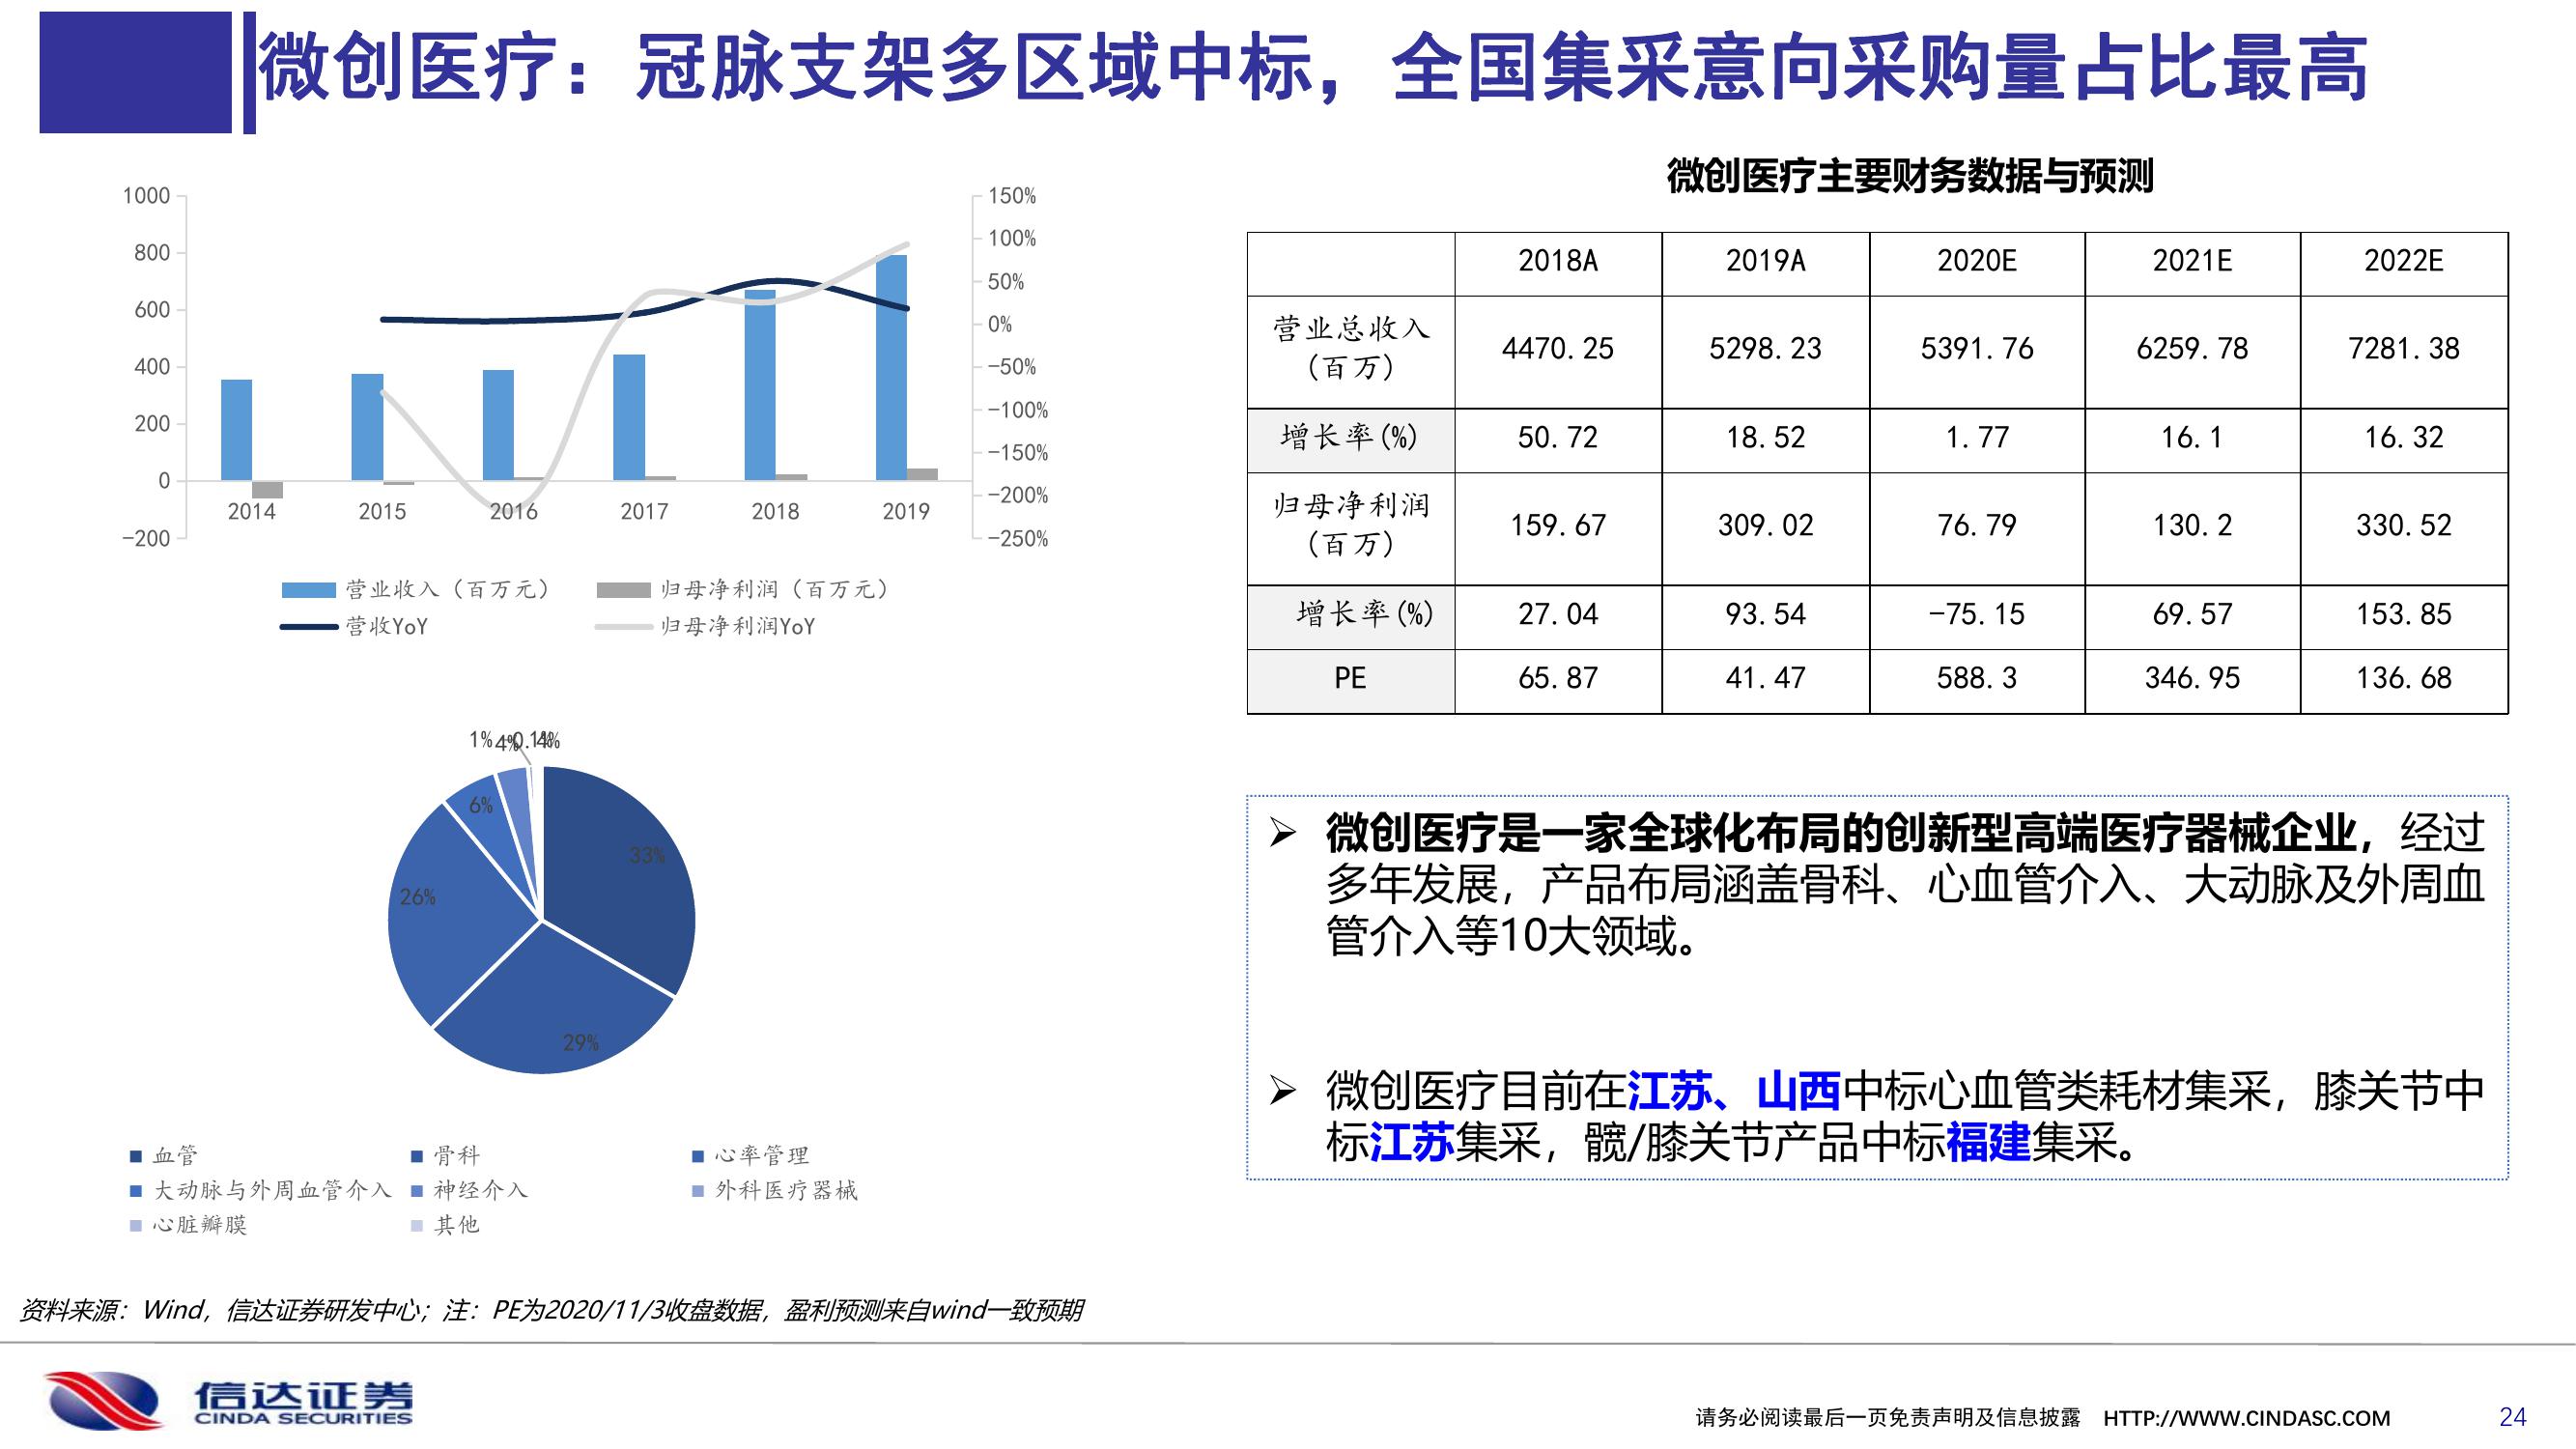 微创医疗：冠脉支架多区域中标，全国集采意向采购量占比最高
1000
800
600
400
200
0
-200
150%
100%
50%
0%
-50%
-100%
-150%
-200%
-250%
2014 2015 2016 2017 2018 2019
营业收入（百万元） 归母净利润（百万元）
营收YoY 归母净利润YoY
微创医疗主要财务数据与预测
2018A 2019A 2020E 2021E 2022E
营业总收入（百万） 4470.25 5298.23 5391.76 6259.78 7281.38
增长率(%) 50.72 18.52 1.77 16.1 16.32
归母净利润（百万） 159.67 309.02 76.79 130.2 330.52
增长率(%) 27.04 93.54 -75.15 69.57 153.85
PE 65.87 41.47 588.3 346.95 136.68
1% 4%
6%
33%
26%
29%
血管 骨科 心率管理
大动脉与外周血管介入 神经介入 外科医疗器械
心脏瓣膜 其他
➢ 微创医疗是一家全球化布局的创新型高端医疗器械企业，经过
多年发展，产品布局涵盖骨科、心血管介入、大动脉及外周血
管介入等10大领域。
➢ 微创医疗目前在江苏、山西中标心血管类耗材集采，膝关节中
标江苏集采，髋/膝关节产品中标福建集采。
资料来源：Wind，信达证券研发中心；注：PE为2020/11/3收盘数据，盈利预测来自wind一致预期
信达证券
CINDA SECURITIES
请务必阅读最后一页免责声明及信息披露 HTTP://WWW.CINDASC.COM 24